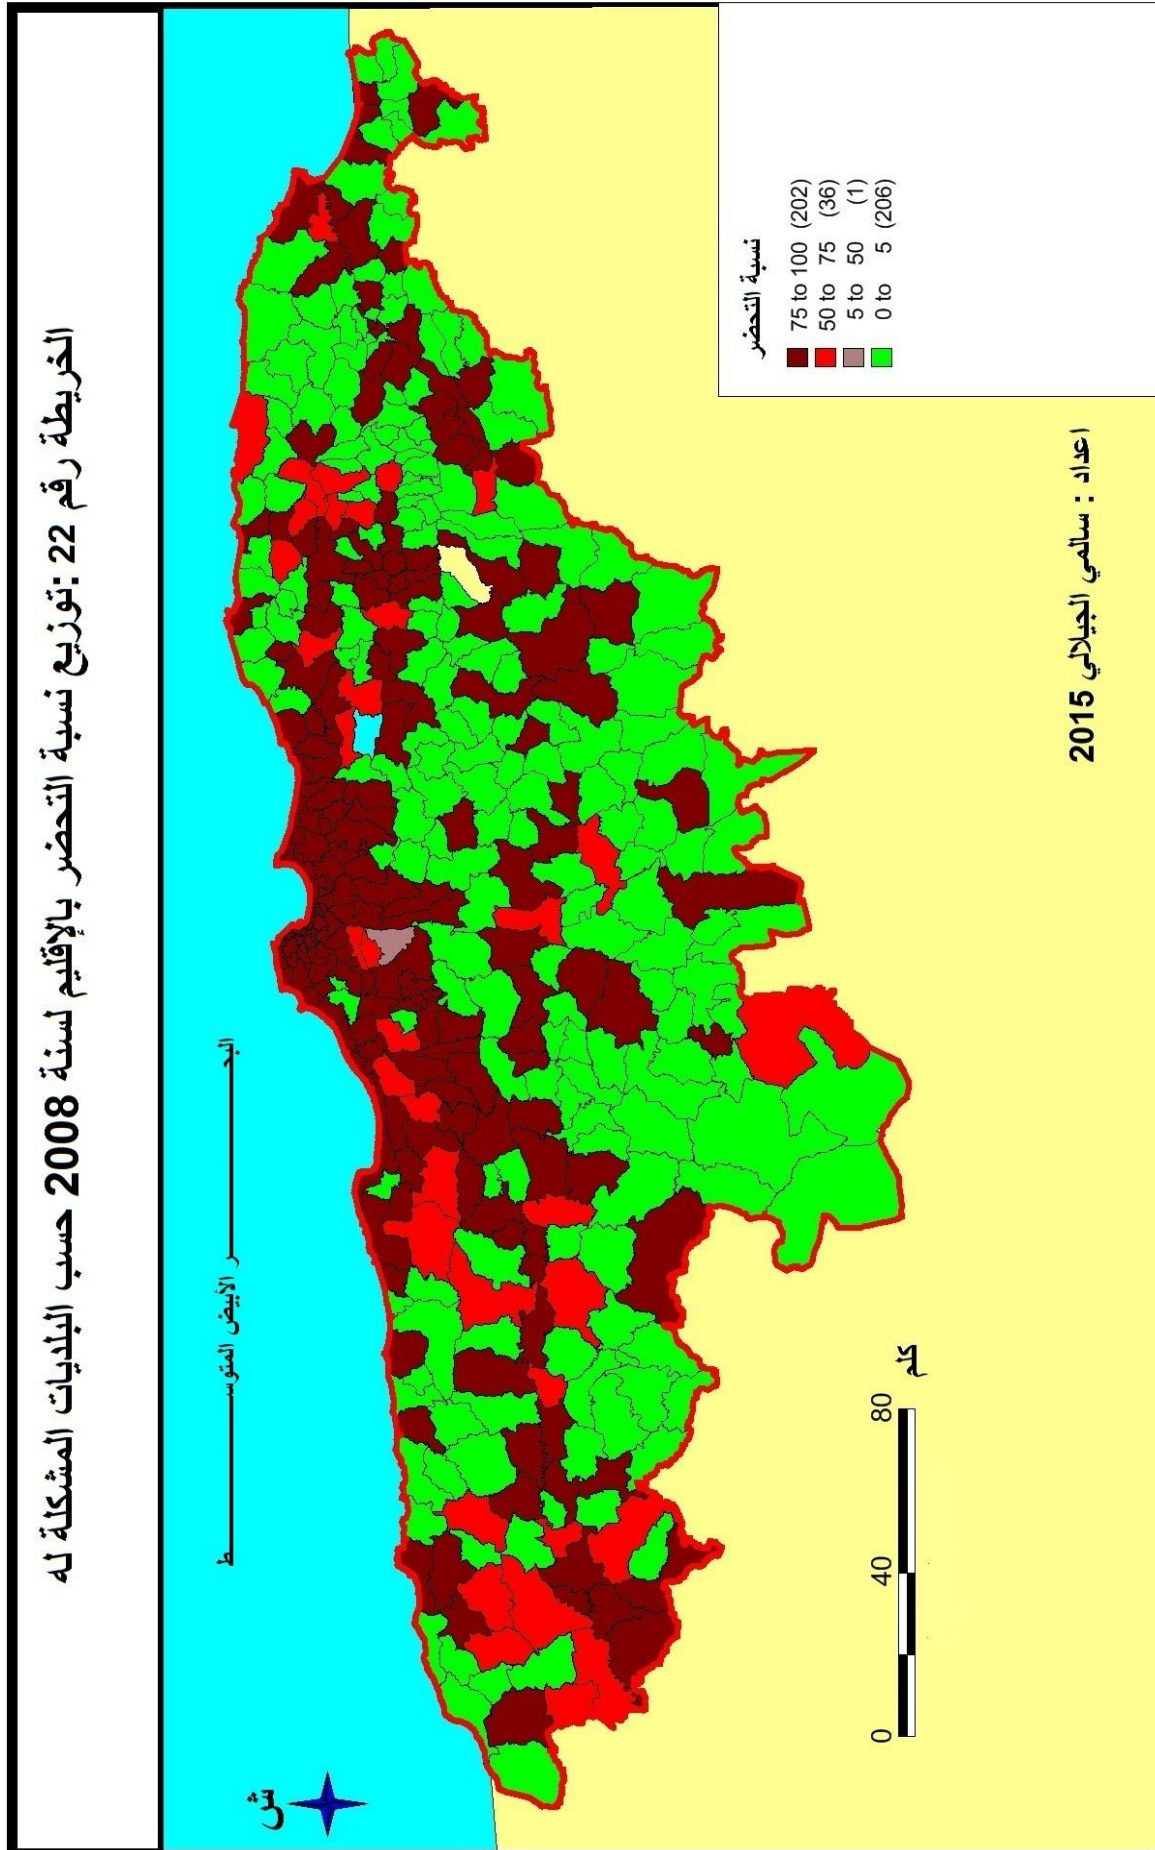 الخريطة رقم 22 :توزيع نسبة التحضر بالإقليم لسنة 2008 حسب البلديات المشكلة له
ش
البحـــــــر الأبيض المتوســـــــط
نسبة التحضر
75 to 100 (202)
50 to 75 (36)
5 to 50 (1)
0 to 5 (206)
اعداد : سالمي الجيلالي 2015
0 40 80
كلم